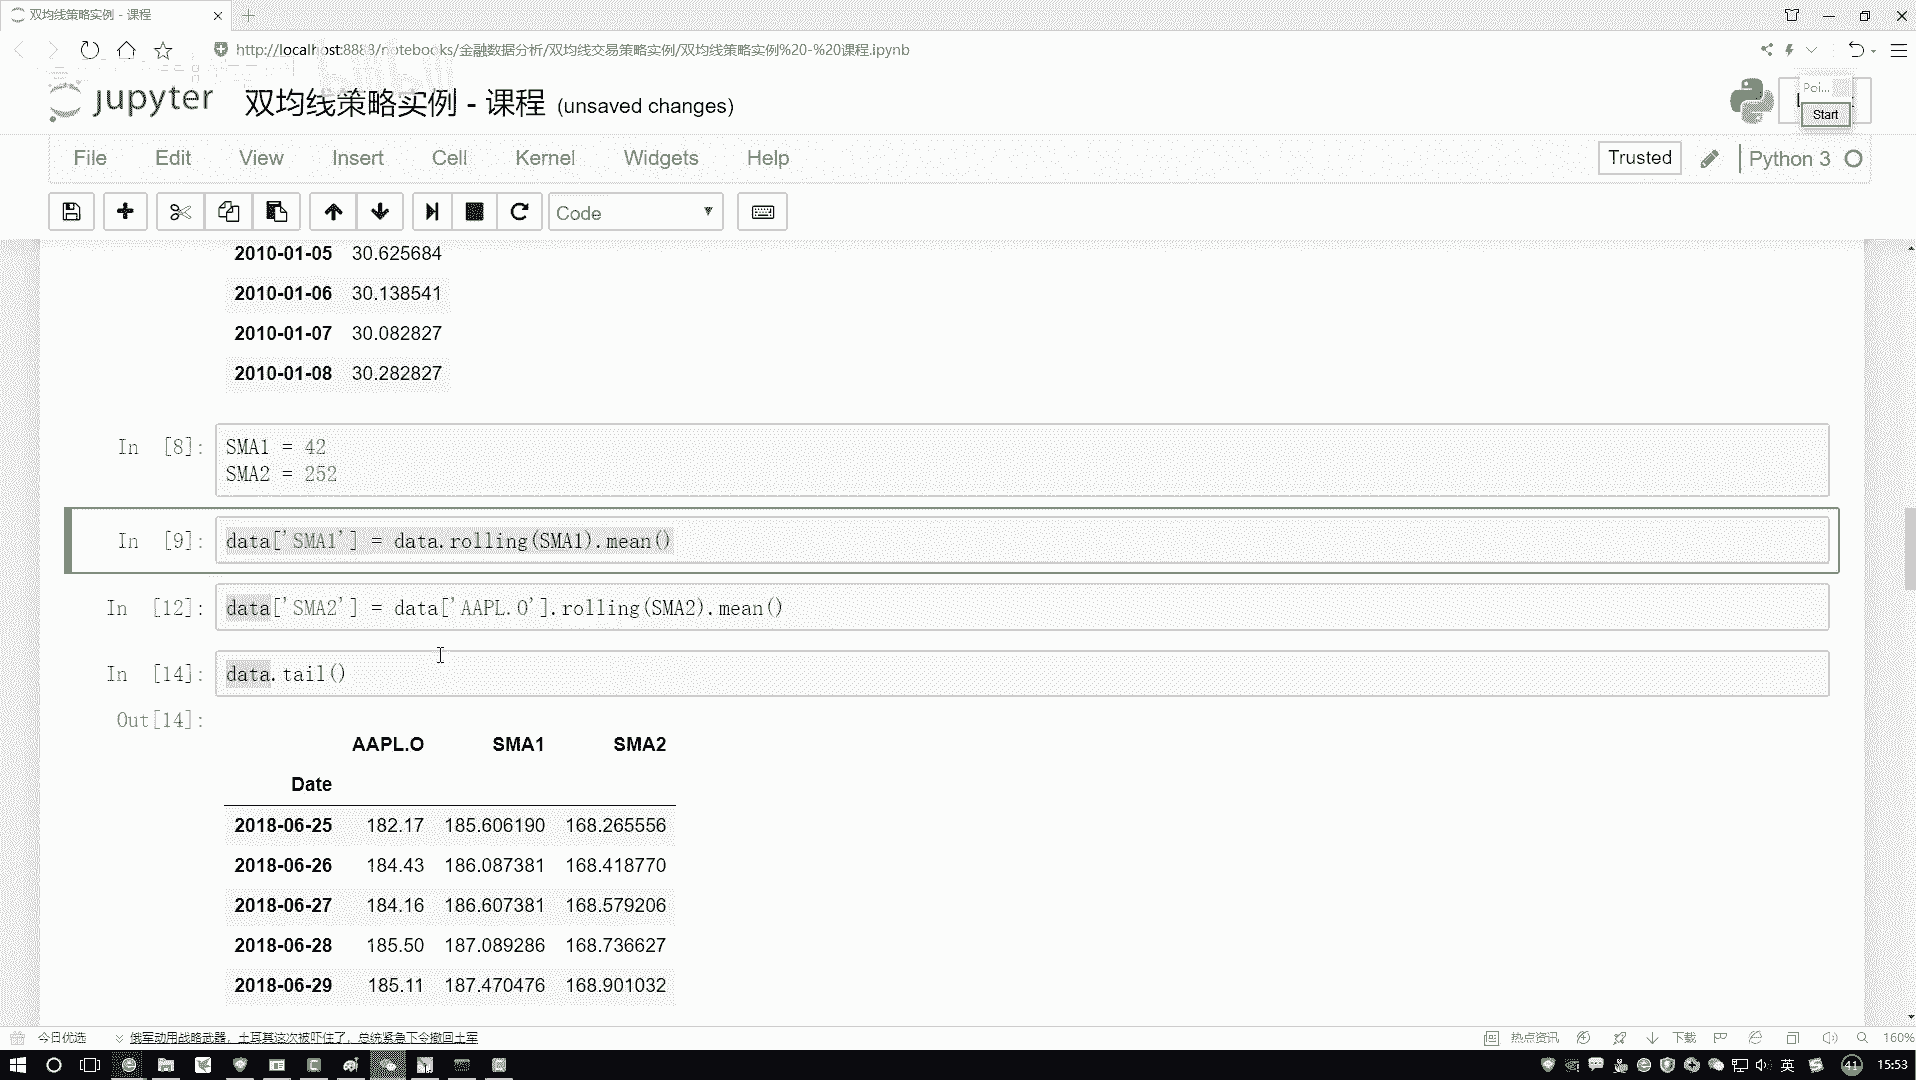 双均线策略实例 - 课程
http://localhost:8888/notebooks/金融数据分析/双均线交易策略实例/双均线策略实例%20-%20课程.ipynb
jupyter 双均线策略实例 - 课程 (unsaved changes)
Poi...
Start
File Edit View Insert Cell Kernel Widgets Help
Trusted Python 3
Code
2010-01-05 30.625684
2010-01-06 30.138541
2010-01-07 30.082827
2010-01-08 30.282827
In [8]: SMA1 = 42
SMA2 = 252
In [9]: data['SMA1'] = data.rolling(SMA1).mean()
In [12]: data['SMA2'] = data['AAPL.O'].rolling(SMA2).mean()
In [14]: data.tail()
Out[14]:
AAPL.O SMA1 SMA2
Date
2018-06-25 182.17 185.606190 168.265556
2018-06-26 184.43 186.087381 168.418770
2018-06-27 184.16 186.607381 168.579206
2018-06-28 185.50 187.089286 168.736627
2018-06-29 185.11 187.470476 168.901032
今日优选 俄军动用战略武器，土耳其这次被吓住了，总统紧急下令撤回土军 热点资讯 下载 160%
英 41 15:53